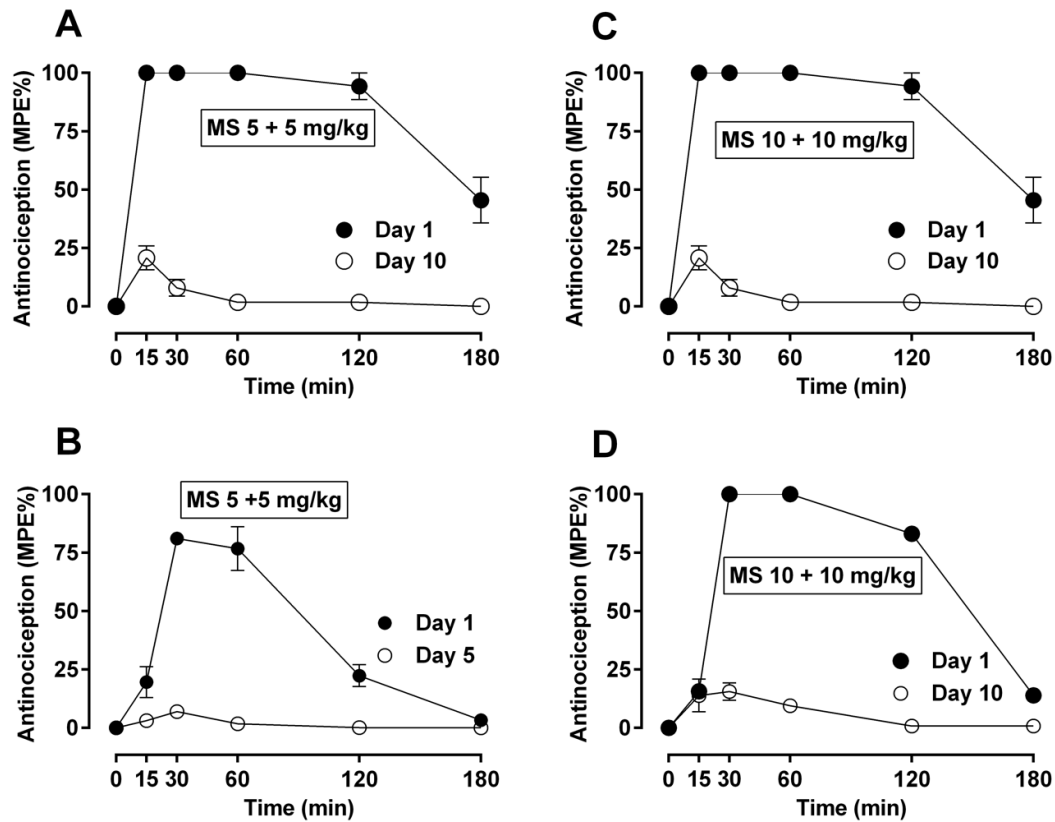 A
Antinociception (MPE%)
100
75
50
25
0
MS 5 + 5 mg/kg
Day 1
Day 10
0 15 30 60 120 180
Time (min)
C
Antinociception (MPE%)
100
75
50
25
0
MS 10 + 10 mg/kg
Day 1
Day 10
0 15 30 60 120 180
Time (min)
B
Antinociception (MPE%)
100
75
50
25
0
MS 5 +5 mg/kg
Day 1
Day 5
0 15 30 60 120 180
Time (min)
D
Antinociception (MPE%)
100
75
50
25
0
MS 10 + 10 mg/kg
Day 1
Day 10
0 15 30 60 120 180
Time (min)